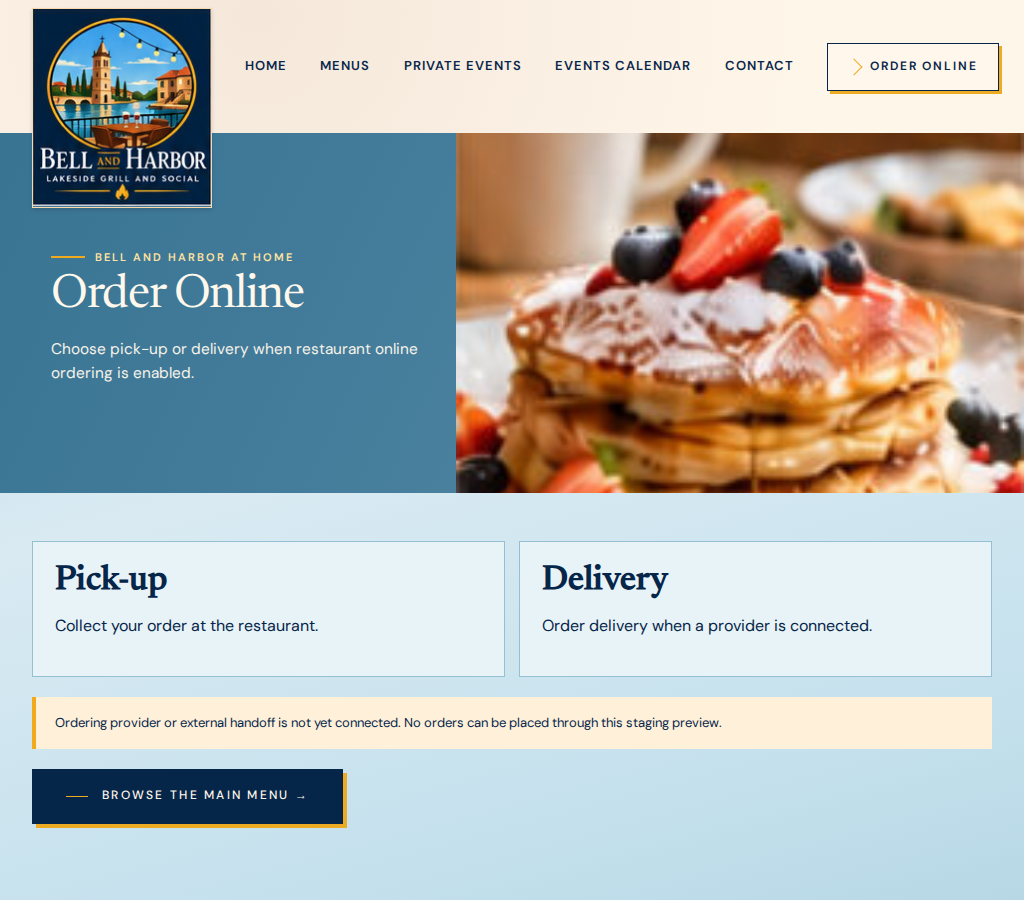 BELL AND HARBOR
LAKESIDE GRILL AND SOCIAL
HOME
MENUS
PRIVATE EVENTS
EVENTS CALENDAR
CONTACT
ORDER ONLINE
BELL AND HARBOR AT HOME
Order Online
Choose pick-up or delivery when restaurant online
ordering is enabled.
Pick-up
Collect your order at the restaurant.
Delivery
Order delivery when a provider is connected.
Ordering provider or external handoff is not yet connected. No orders can be placed through this staging preview.
BROWSE THE MAIN MENU →